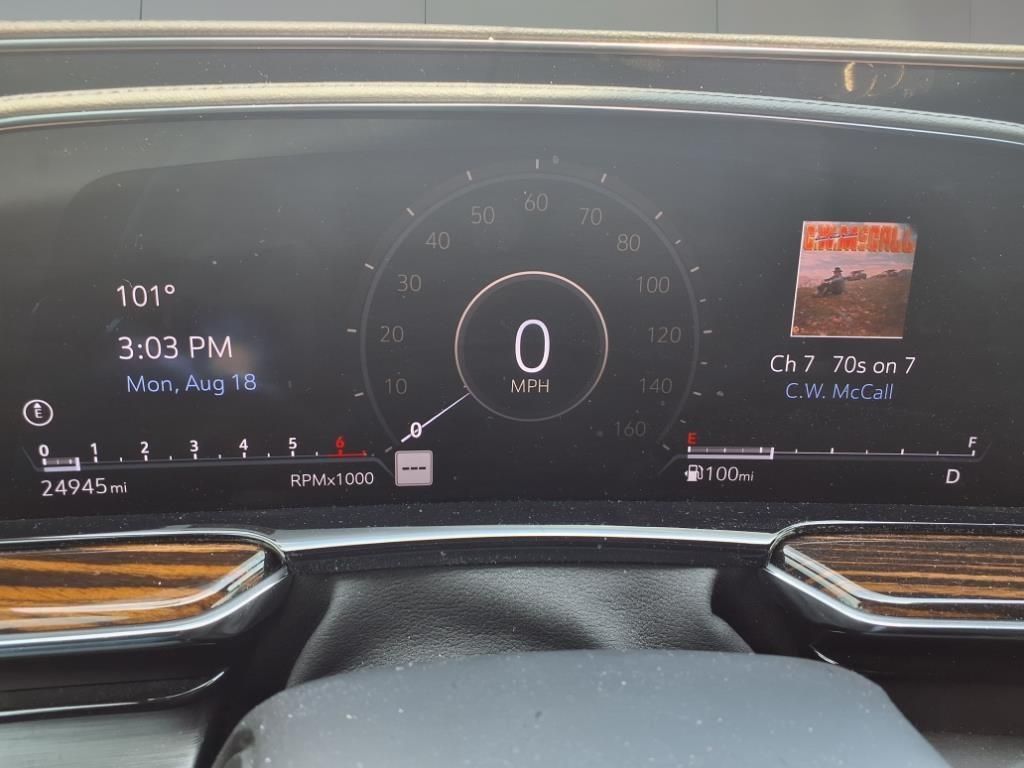 101°
3:03 PM
Mon, Aug 18
E
0 1 2 3 4 5 6
24945 mi
RPMx1000
0 10 20 30 40 50 60 70 80 100 120 140 160
0
MPH
---
C.W. McCALL
Ch 7 70s on 7
C.W. McCall
E F
100mi
D